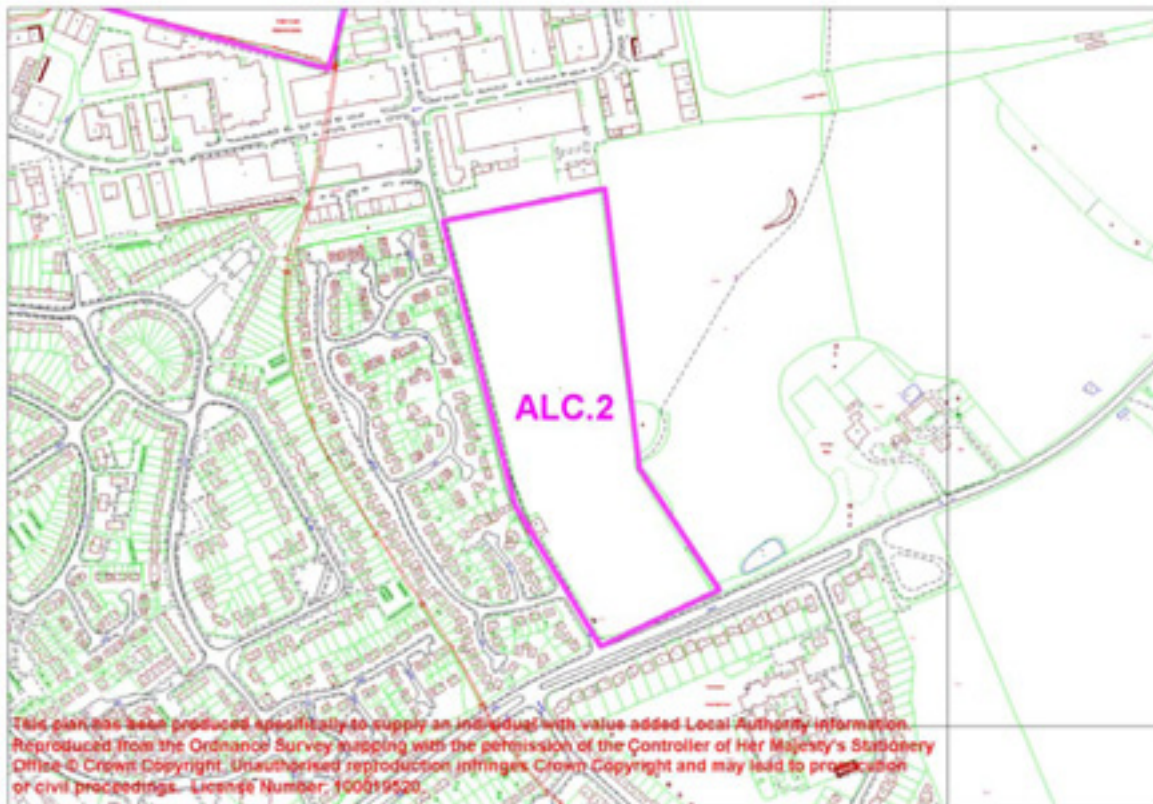 ALC.2
This plan has been produced specifically to supply an individual with value added Local Authority information.
Reproduced from the Ordnance Survey mapping with the permission of the Controller of Her Majesty's Stationery
Office © Crown Copyright. Unauthorised reproduction infringes Crown Copyright and may lead to prosecution
or civil proceedings. License Number: 100019520.